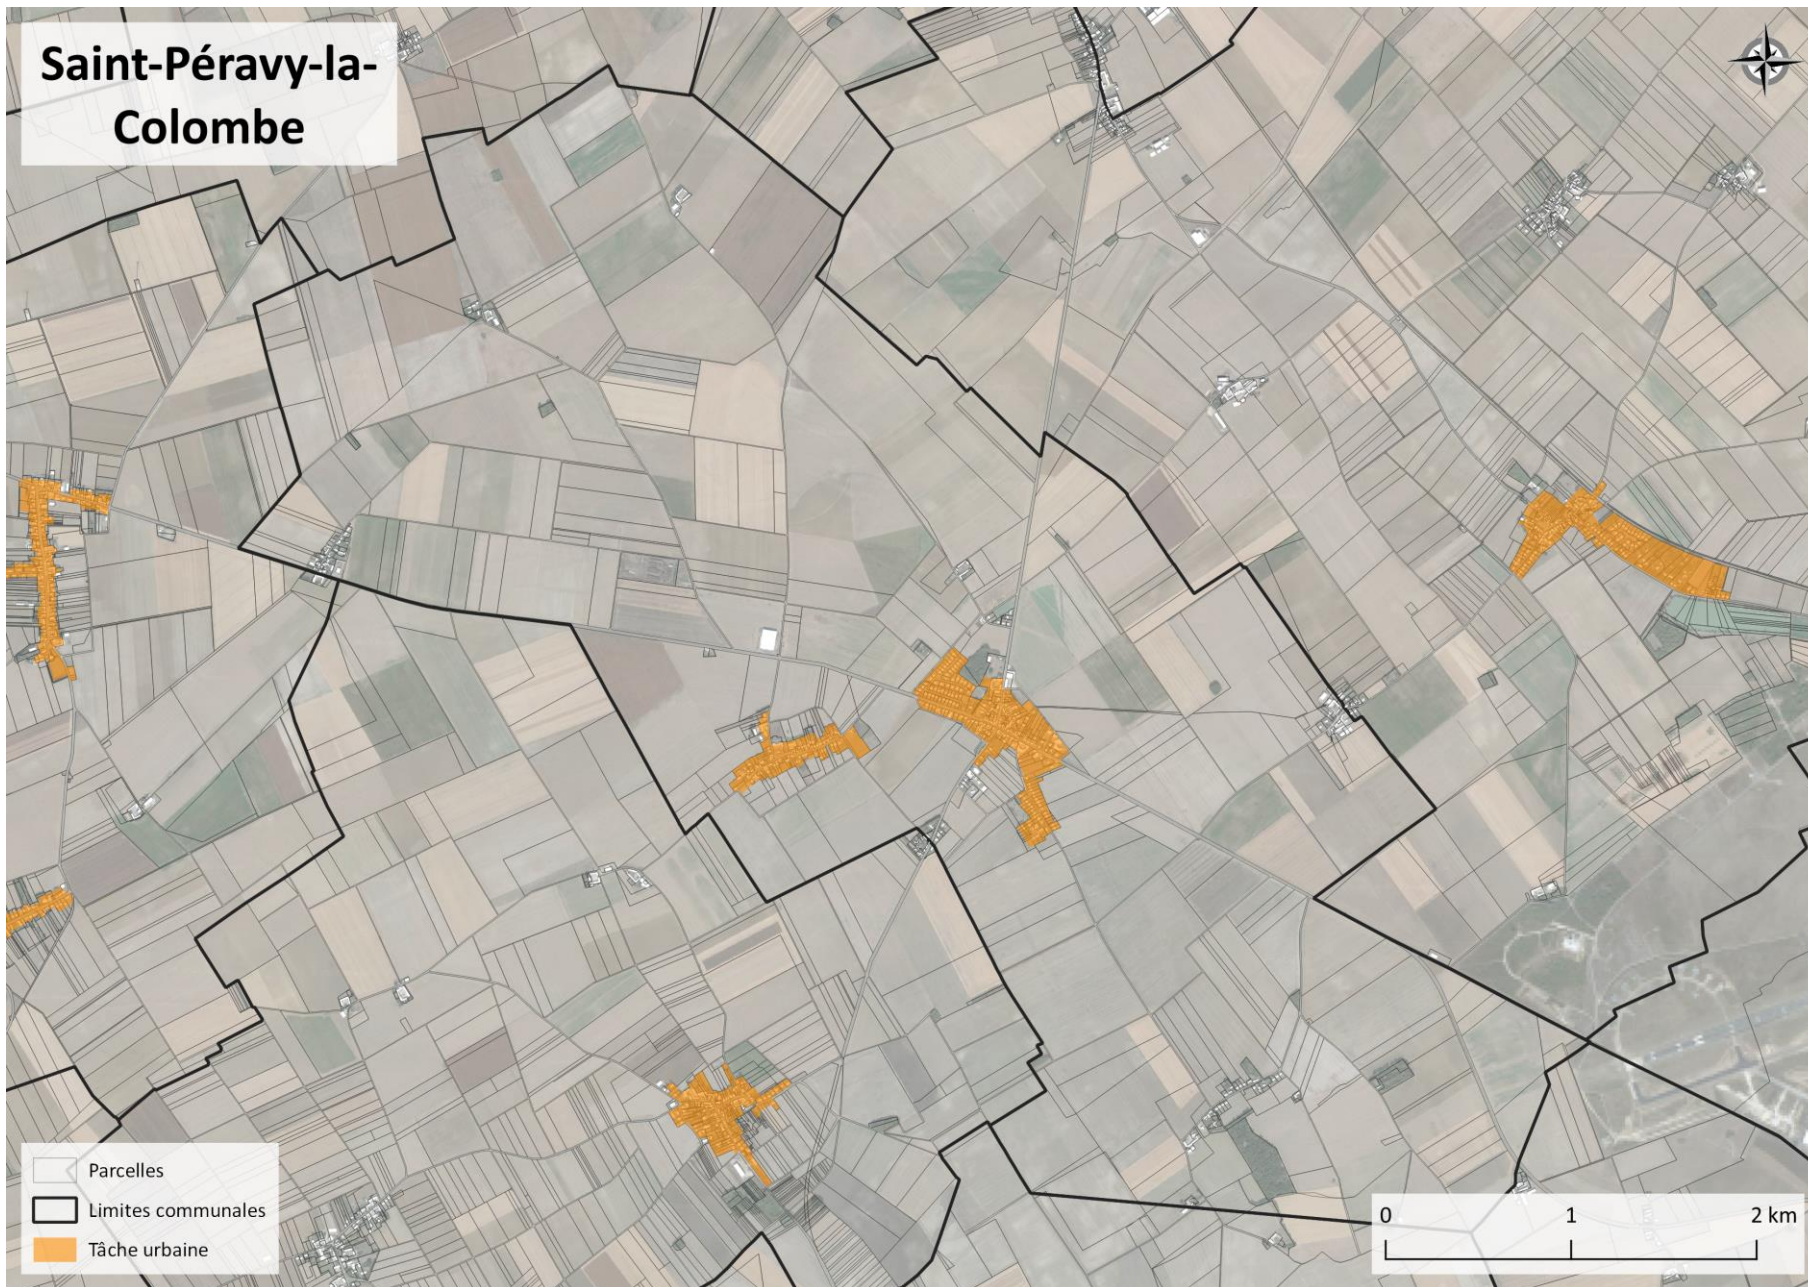 Saint-Péravy-la-
Colombe
Parcelles
Limites communales
Tâche urbaine
0 1 2 km